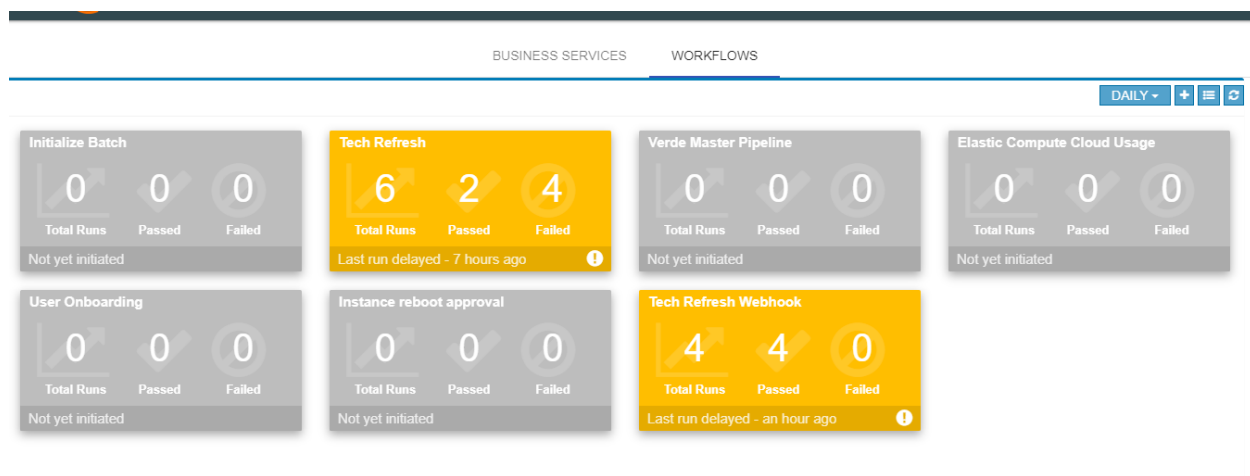 BUSINESS SERVICES WORKFLOWS
DAILY
Initialize Batch
0 0 0
Total Runs Passed Failed
Not yet initiated
Tech Refresh
6 2 4
Total Runs Passed Failed
Last run delayed - 7 hours ago
Verde Master Pipeline
0 0 0
Total Runs Passed Failed
Not yet initiated
Elastic Compute Cloud Usage
0 0 0
Total Runs Passed Failed
Not yet initiated
User Onboarding
0 0 0
Total Runs Passed Failed
Not yet initiated
Instance reboot approval
0 0 0
Total Runs Passed Failed
Not yet initiated
Tech Refresh Webhook
4 4 0
Total Runs Passed Failed
Last run delayed - an hour ago